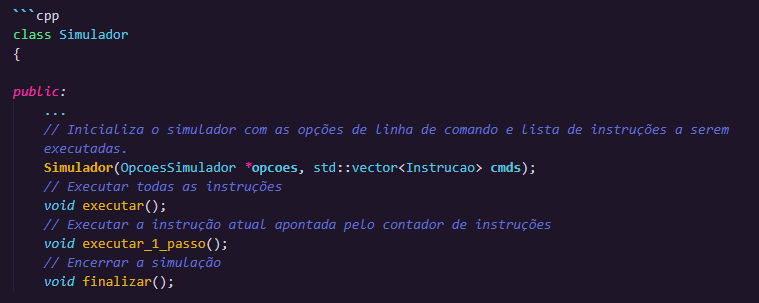 ```cpp
class Simulador
{
public:
...
// Inicializa o simulador com as opções de linha de comando e lista de instruções a serem
executadas.
Simulador(OpcoesSimulador *opcoes, std::vector<Instrucao> cmds);
// Executar todas as instruções
void executar();
// Executar a instrução atual apontada pelo contador de instruções
void executar_1_passo();
// Encerrar a simulação
void finalizar();